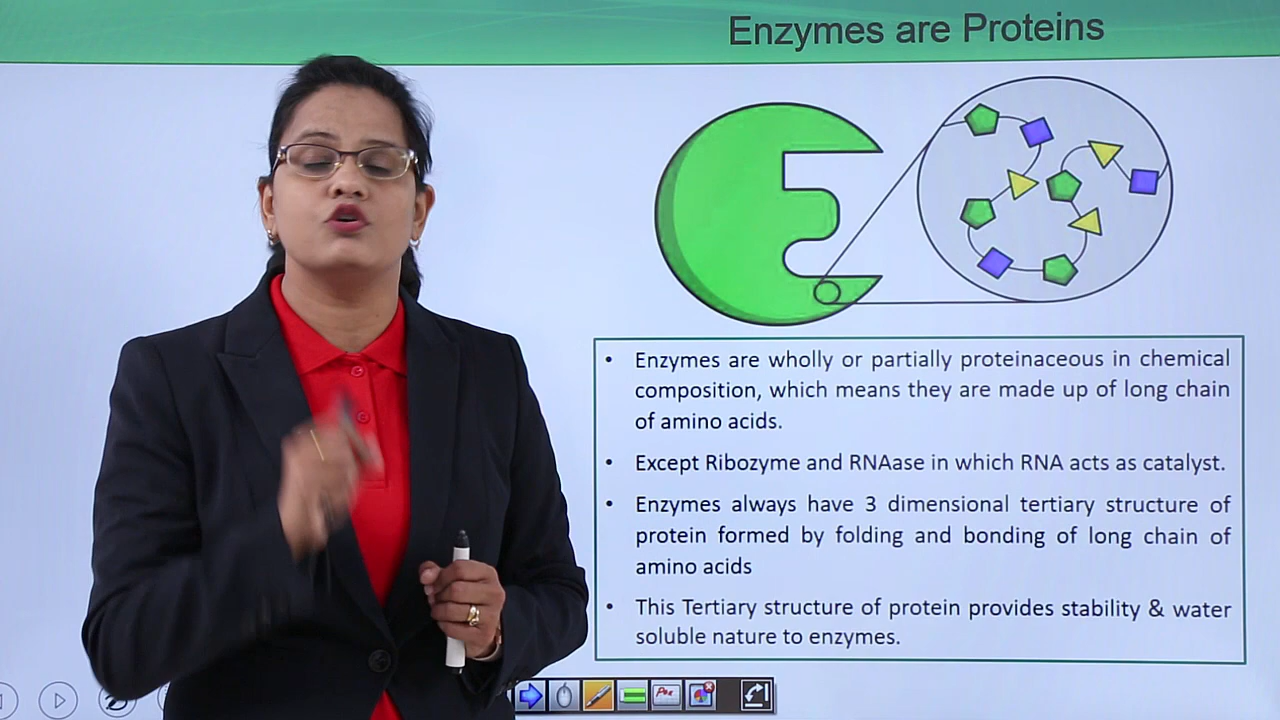 Enzymes are Proteins
• Enzymes are wholly or partially proteinaceous in chemical
composition, which means they are made up of long chain
of amino acids.
• Except Ribozyme and RNAase in which RNA acts as catalyst.
• Enzymes always have 3 dimensional tertiary structure of
protein formed by folding and bonding of long chain of
amino acids
• This Tertiary structure of protein provides stability & water
soluble nature to enzymes.